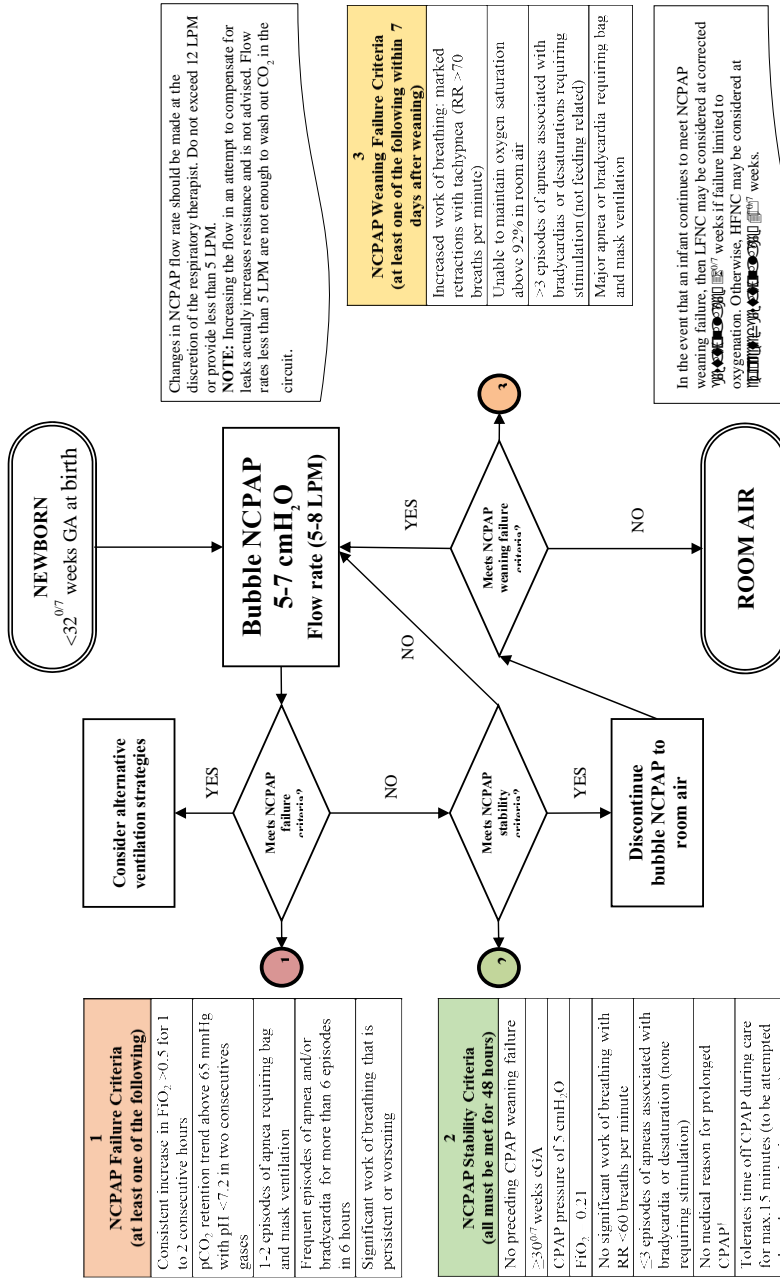 NEWBORN
<32⁰ᐟ⁷ weeks GA at birth
Changes in NCPAP flow rate should be made at the
discretion of the respiratory therapist. Do not exceed 12 LPM
or provide less than 5 LPM.
NOTE: Increasing the flow in an attempt to compensate for
leaks actually increases resistance and is not advised. Flow
rates less than 5 LPM are not enough to wash out CO₂ in the
circuit.
Bubble NCPAP
5-7 cmH₂O
Flow rate (5-8 LPM)
Consider alternative
ventilation strategies
YES
Meets NCPAP
failure
criteria?
1
NO
1
NCPAP Failure Criteria
(at least one of the following)
Consistent increase in FiO₂ >0.5 for 1
to 2 consecutive hours
pCO₂ retention trend above 65 mmHg
with pH <7.2 in two consecutives
gases
1-2 episodes of apnea requiring bag
and mask ventilation
Frequent episodes of apnea and/or
bradycardia for more than 6 episodes
in 6 hours
Significant work of breathing that is
persistent or worsening
2
NCPAP Stability Criteria
(all must be met for 48 hours)
No preceding CPAP weaning failure
≥30⁰ᐟ⁷ weeks cGA
CPAP pressure of 5 cmH₂O
FiO₂ 0.21
No significant work of breathing with
RR <60 breaths per minute
≤3 episodes of apneas associated with
bradycardia or desaturation (none
requiring stimulation)
No medical reason for prolonged
CPAP¹
Tolerates time off CPAP during care
for max.15 minutes (to be attempted
Meets NCPAP
stability
criteria?
2
NO
YES
Discontinue
bubble NCPAP to
room air
Meets NCPAP
weaning failure
criteria?
3
YES
NO
ROOM AIR
3
NCPAP Weaning Failure Criteria
(at least one of the following within 7
days after weaning)
Increased work of breathing: marked
retractions with tachypnea (RR >70
breaths per minute)
Unable to maintain oxygen saturation
above 92% in room air
>3 episodes of apneas associated with
bradycardias or desaturations requiring
stimulation (not feeding related)
Major apnea or bradycardia requiring bag
and mask ventilation
In the event that an infant continues to meet NCPAP
weaning failure, then LFNC may be considered at corrected
⁰ᐟ⁷ weeks if failure limited to
oxygenation. Otherwise, HFNC may be considered at
⁰ᐟ⁷ weeks.